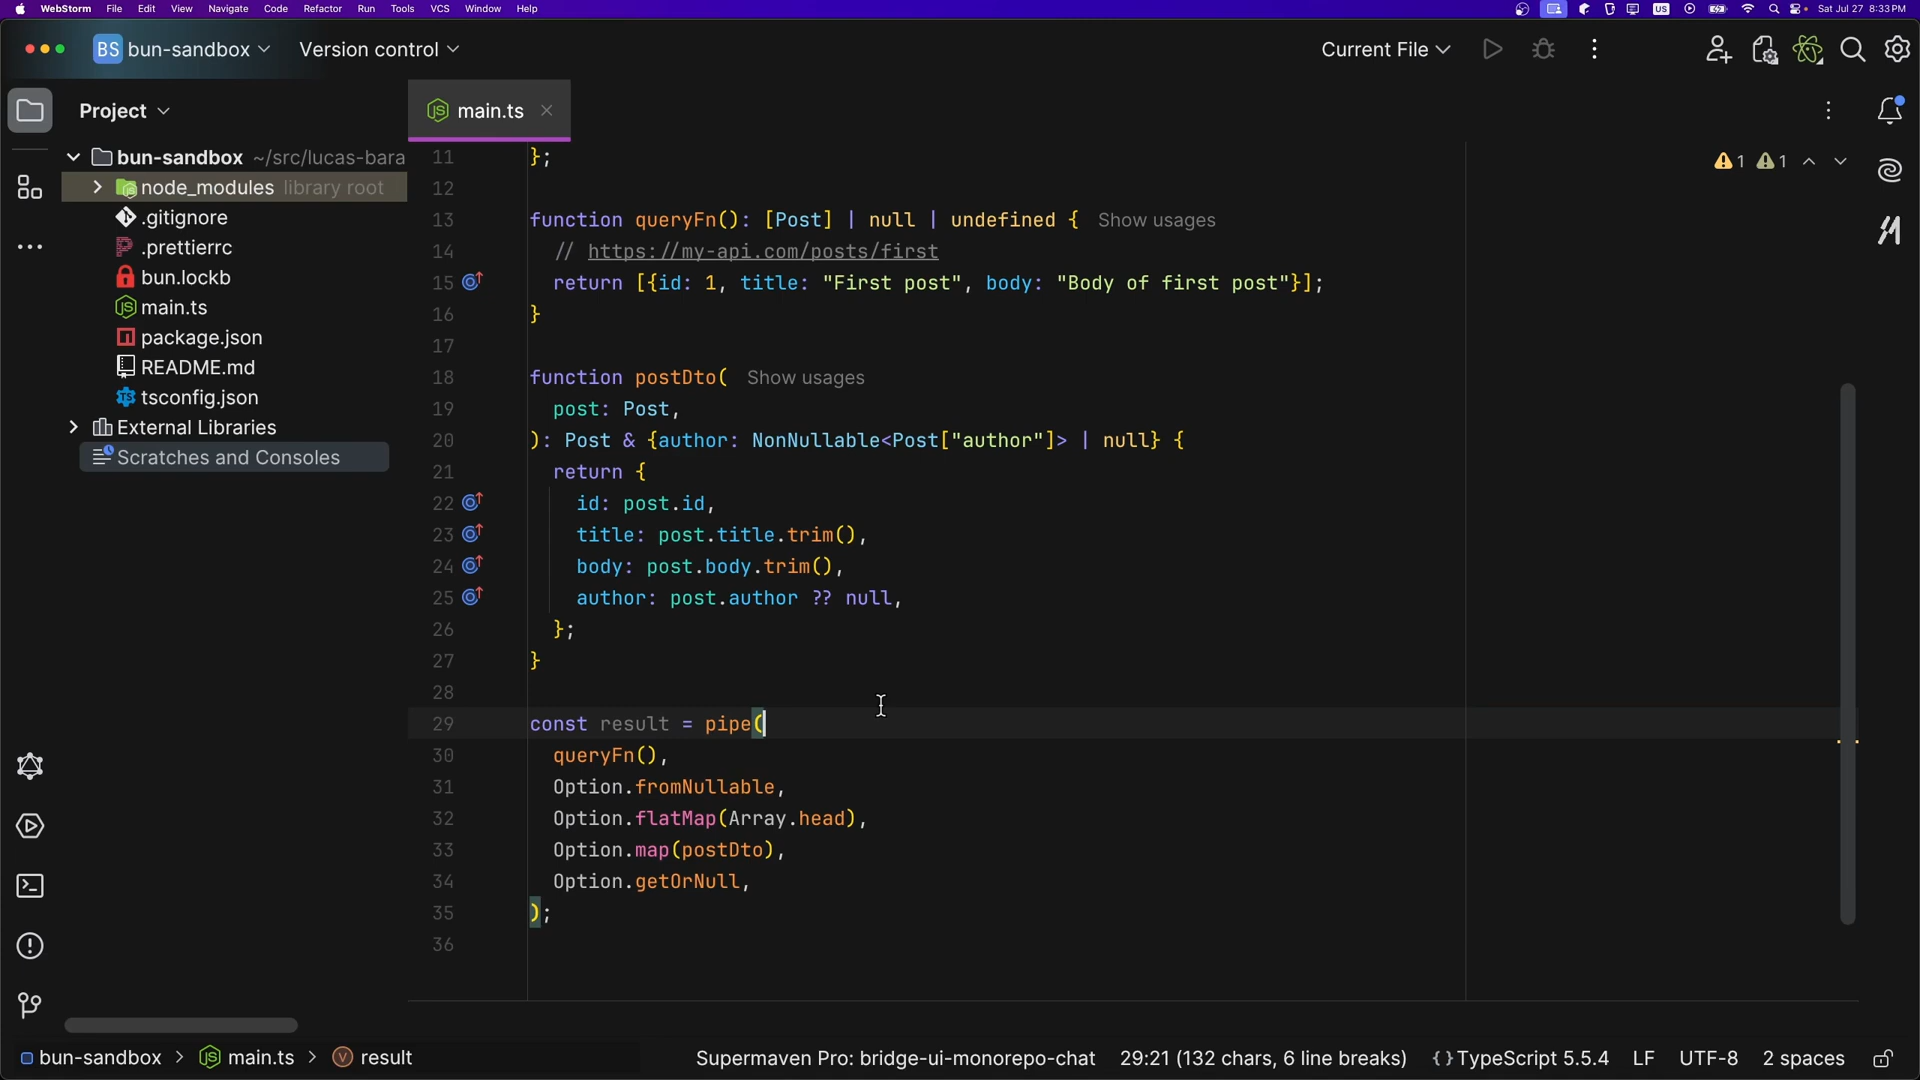 WebStorm File Edit View Navigate Code Refactor Run Tools VCS Window Help US Sat Jul 27 8:33 PM
BS bun-sandbox Version control Current File
Project
main.ts
bun-sandbox ~/src/lucas-bara
node_modules library root
.gitignore
.prettierrc
bun.lockb
main.ts
package.json
README.md
tsconfig.json
External Libraries
Scratches and Consoles
1 1
11 };
12
13 function queryFn(): [Post] | null | undefined { Show usages
14 // https://my-api.com/posts/first
15 return [{id: 1, title: "First post", body: "Body of first post"}];
16 }
17
18 function postDto( Show usages
19 post: Post,
20 ): Post & {author: NonNullable<Post["author"]> | null} {
21 return {
22 id: post.id,
23 title: post.title.trim(),
24 body: post.body.trim(),
25 author: post.author ?? null,
26 };
27 }
28
29 const result = pipe(
30 queryFn(),
31 Option.fromNullable,
32 Option.flatMap(Array.head),
33 Option.map(postDto),
34 Option.getOrNull,
35 );
36
bun-sandbox > main.ts > V result Supermaven Pro: bridge-ui-monorepo-chat 29:21 (132 chars, 6 line breaks) {} TypeScript 5.5.4 LF UTF-8 2 spaces